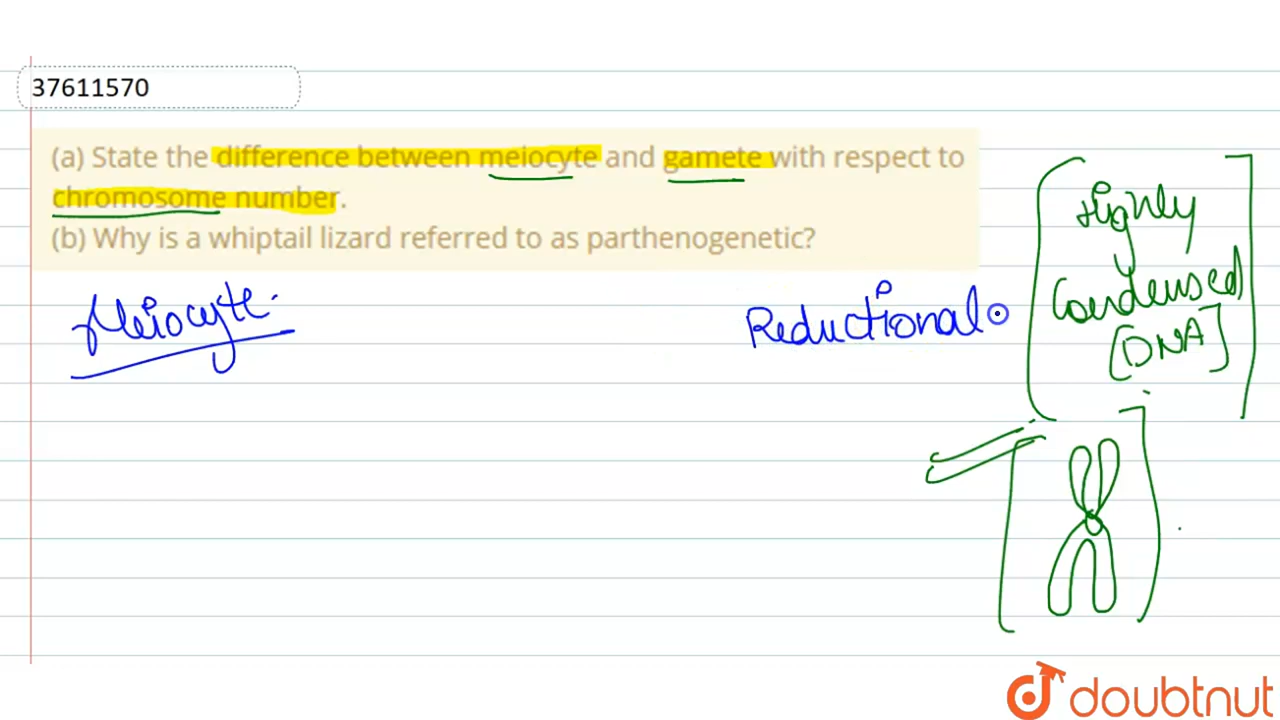 37611570
(a) State the difference between meiocyte and gamete with respect to
chromosome number.
(b) Why is a whiptail lizard referred to as parthenogenetic?
Highly
Condensed
[DNA]
Meiocyte
Reductional
doubtnut